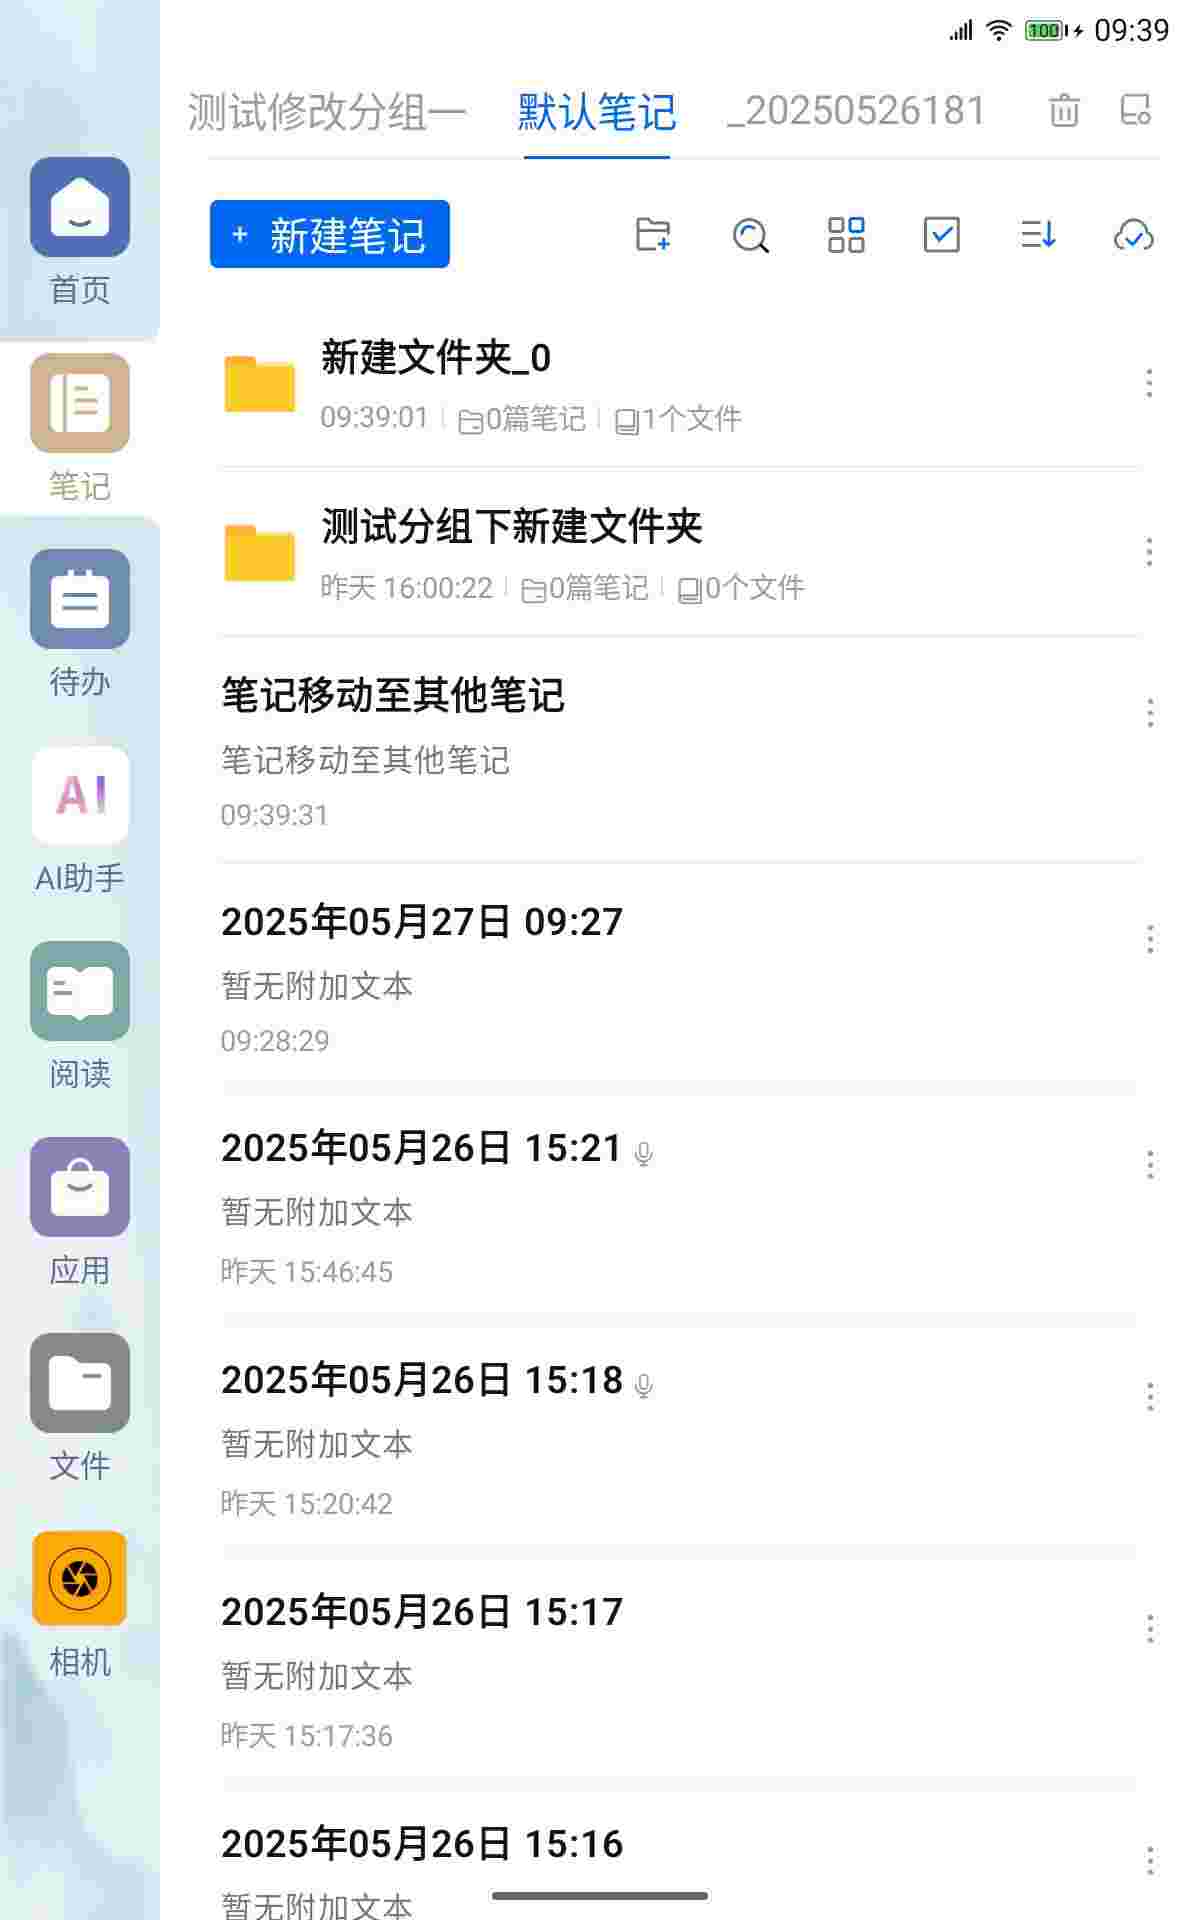 100 09:39
测试修改分组一 默认笔记 _20250526181
+ 新建笔记
新建文件夹_0
09:39:01 0篇笔记 1个文件
测试分组下新建文件夹
昨天 16:00:22 0篇笔记 0个文件
笔记移动至其他笔记
笔记移动至其他笔记
09:39:31
2025年05月27日 09:27
暂无附加文本
09:28:29
2025年05月26日 15:21
暂无附加文本
昨天 15:46:45
2025年05月26日 15:18
暂无附加文本
昨天 15:20:42
2025年05月26日 15:17
暂无附加文本
昨天 15:17:36
2025年05月26日 15:16
暂无附加文本
首页
笔记
待办
AI
AI助手
阅读
应用
文件
相机